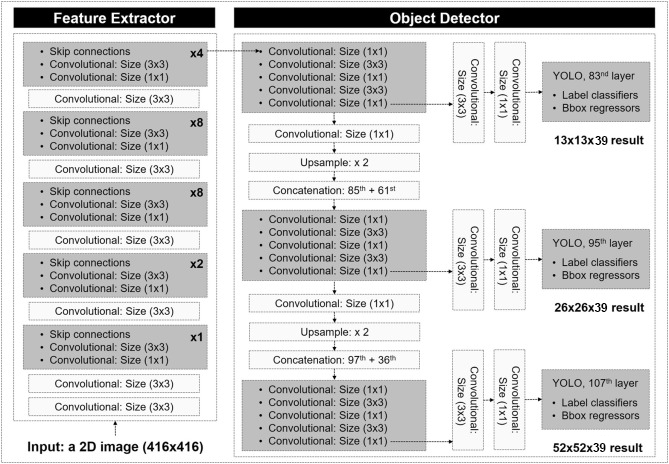 Feature Extractor
• Skip connections
• Convolutional: Size (3x3)
• Convolutional: Size (1x1)
x4
Convolutional: Size (3x3)
• Skip connections
• Convolutional: Size (3x3)
• Convolutional: Size (1x1)
x8
Convolutional: Size (3x3)
• Skip connections
• Convolutional: Size (3x3)
• Convolutional: Size (1x1)
x8
Convolutional: Size (3x3)
• Skip connections
• Convolutional: Size (3x3)
• Convolutional: Size (1x1)
x2
Convolutional: Size (3x3)
• Skip connections
• Convolutional: Size (3x3)
• Convolutional: Size (1x1)
x1
Convolutional: Size (3x3)
Convolutional: Size (3x3)
Input: a 2D image (416x416)
Object Detector
• Convolutional: Size (1x1)
• Convolutional: Size (3x3)
• Convolutional: Size (1x1)
• Convolutional: Size (3x3)
• Convolutional: Size (1x1)
Convolutional:
Size (3x3)
Convolutional:
Size (1x1)
YOLO, 83nd layer
• Label classifiers
• Bbox regressors
13x13x39 result
Convolutional: Size (1x1)
Upsample: x 2
Concatenation: 85th + 61st
• Convolutional: Size (1x1)
• Convolutional: Size (3x3)
• Convolutional: Size (1x1)
• Convolutional: Size (3x3)
• Convolutional: Size (1x1)
Convolutional:
Size (3x3)
Convolutional:
Size (1x1)
YOLO, 95th layer
• Label classifiers
• Bbox regressors
26x26x39 result
Convolutional: Size (1x1)
Upsample: x 2
Concatenation: 97th + 36th
• Convolutional: Size (1x1)
• Convolutional: Size (3x3)
• Convolutional: Size (1x1)
• Convolutional: Size (3x3)
• Convolutional: Size (1x1)
Convolutional:
Size (3x3)
Convolutional:
Size (1x1)
YOLO, 107th layer
• Label classifiers
• Bbox regressors
52x52x39 result